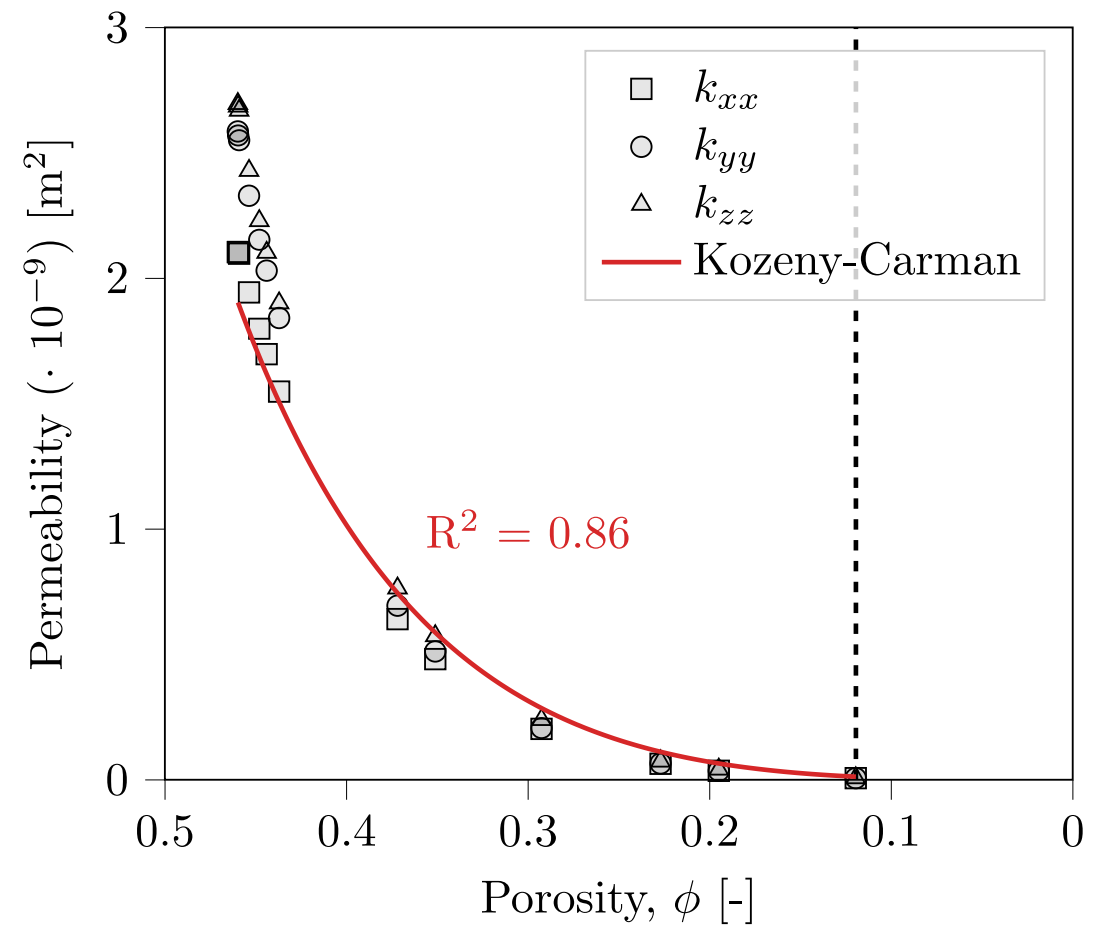 3
2
1
0
Permeability (· 10⁻⁹) [m²]
k_xx
k_yy
k_zz
Kozeny-Carman
R² = 0.86
0.5 0.4 0.3 0.2 0.1 0
Porosity, ϕ [-]